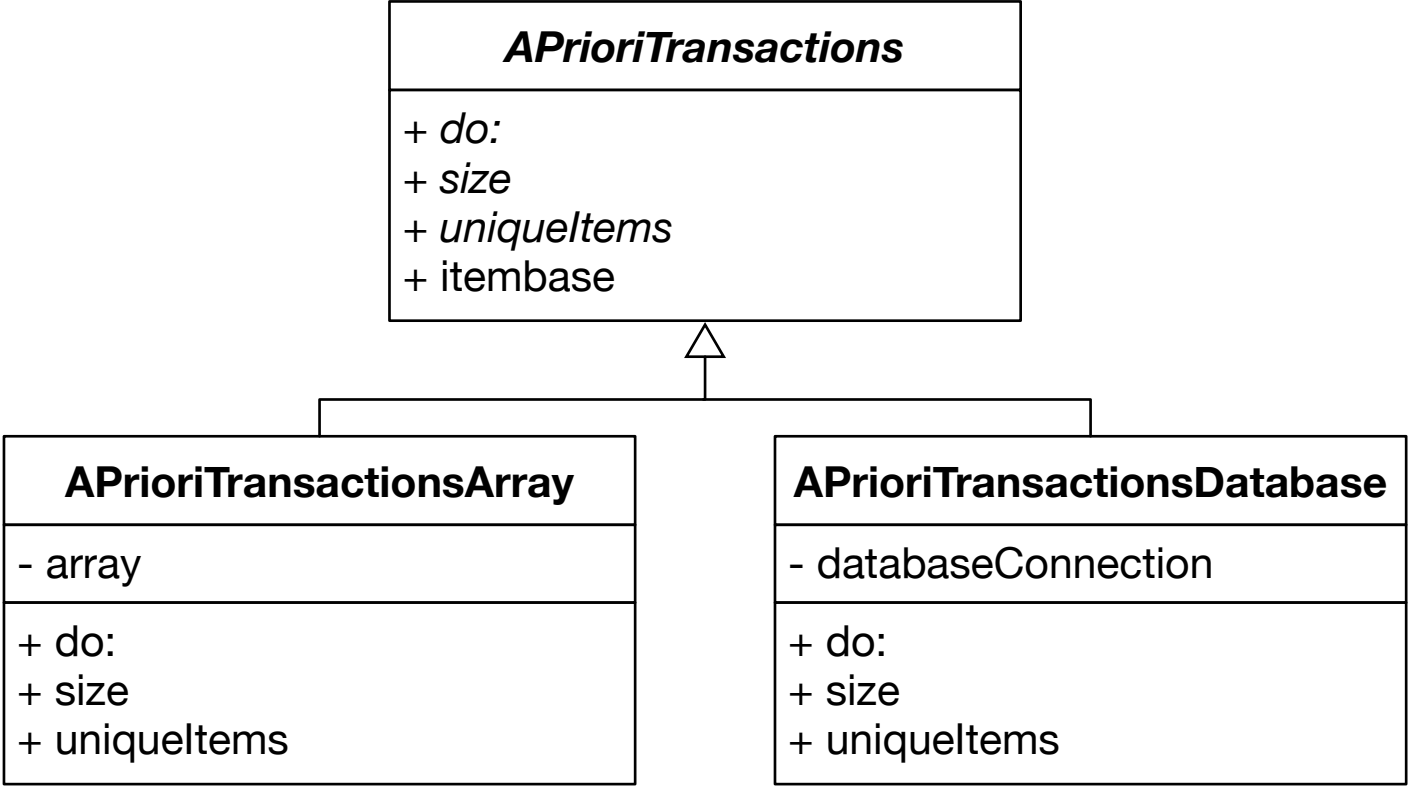 APrioriTransactions
+ do:
+ size
+ uniqueItems
+ itembase
APrioriTransactionsArray
- array
+ do:
+ size
+ uniqueItems
APrioriTransactionsDatabase
- databaseConnection
+ do:
+ size
+ uniqueItems